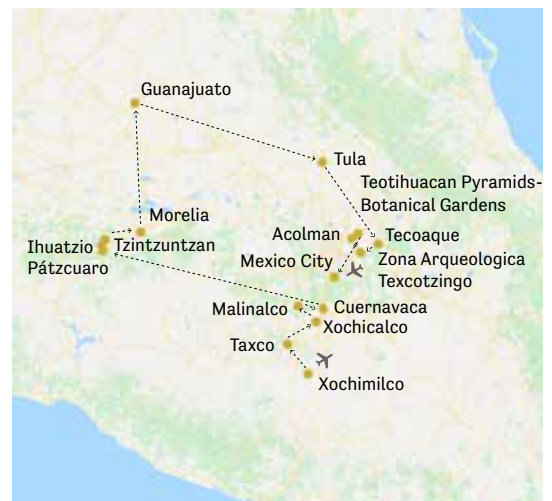 Guanajuato
Tula
Teotihuacan Pyramids-
Botanical Gardens
Morelia
Acolman
Tecoaque
Ihuatzio
Tzintzuntzan
Mexico City
Zona Arqueologica
Texcotzingo
Pátzcuaro
Malinalco
Cuernavaca
Xochicalco
Taxco
Xochimilco